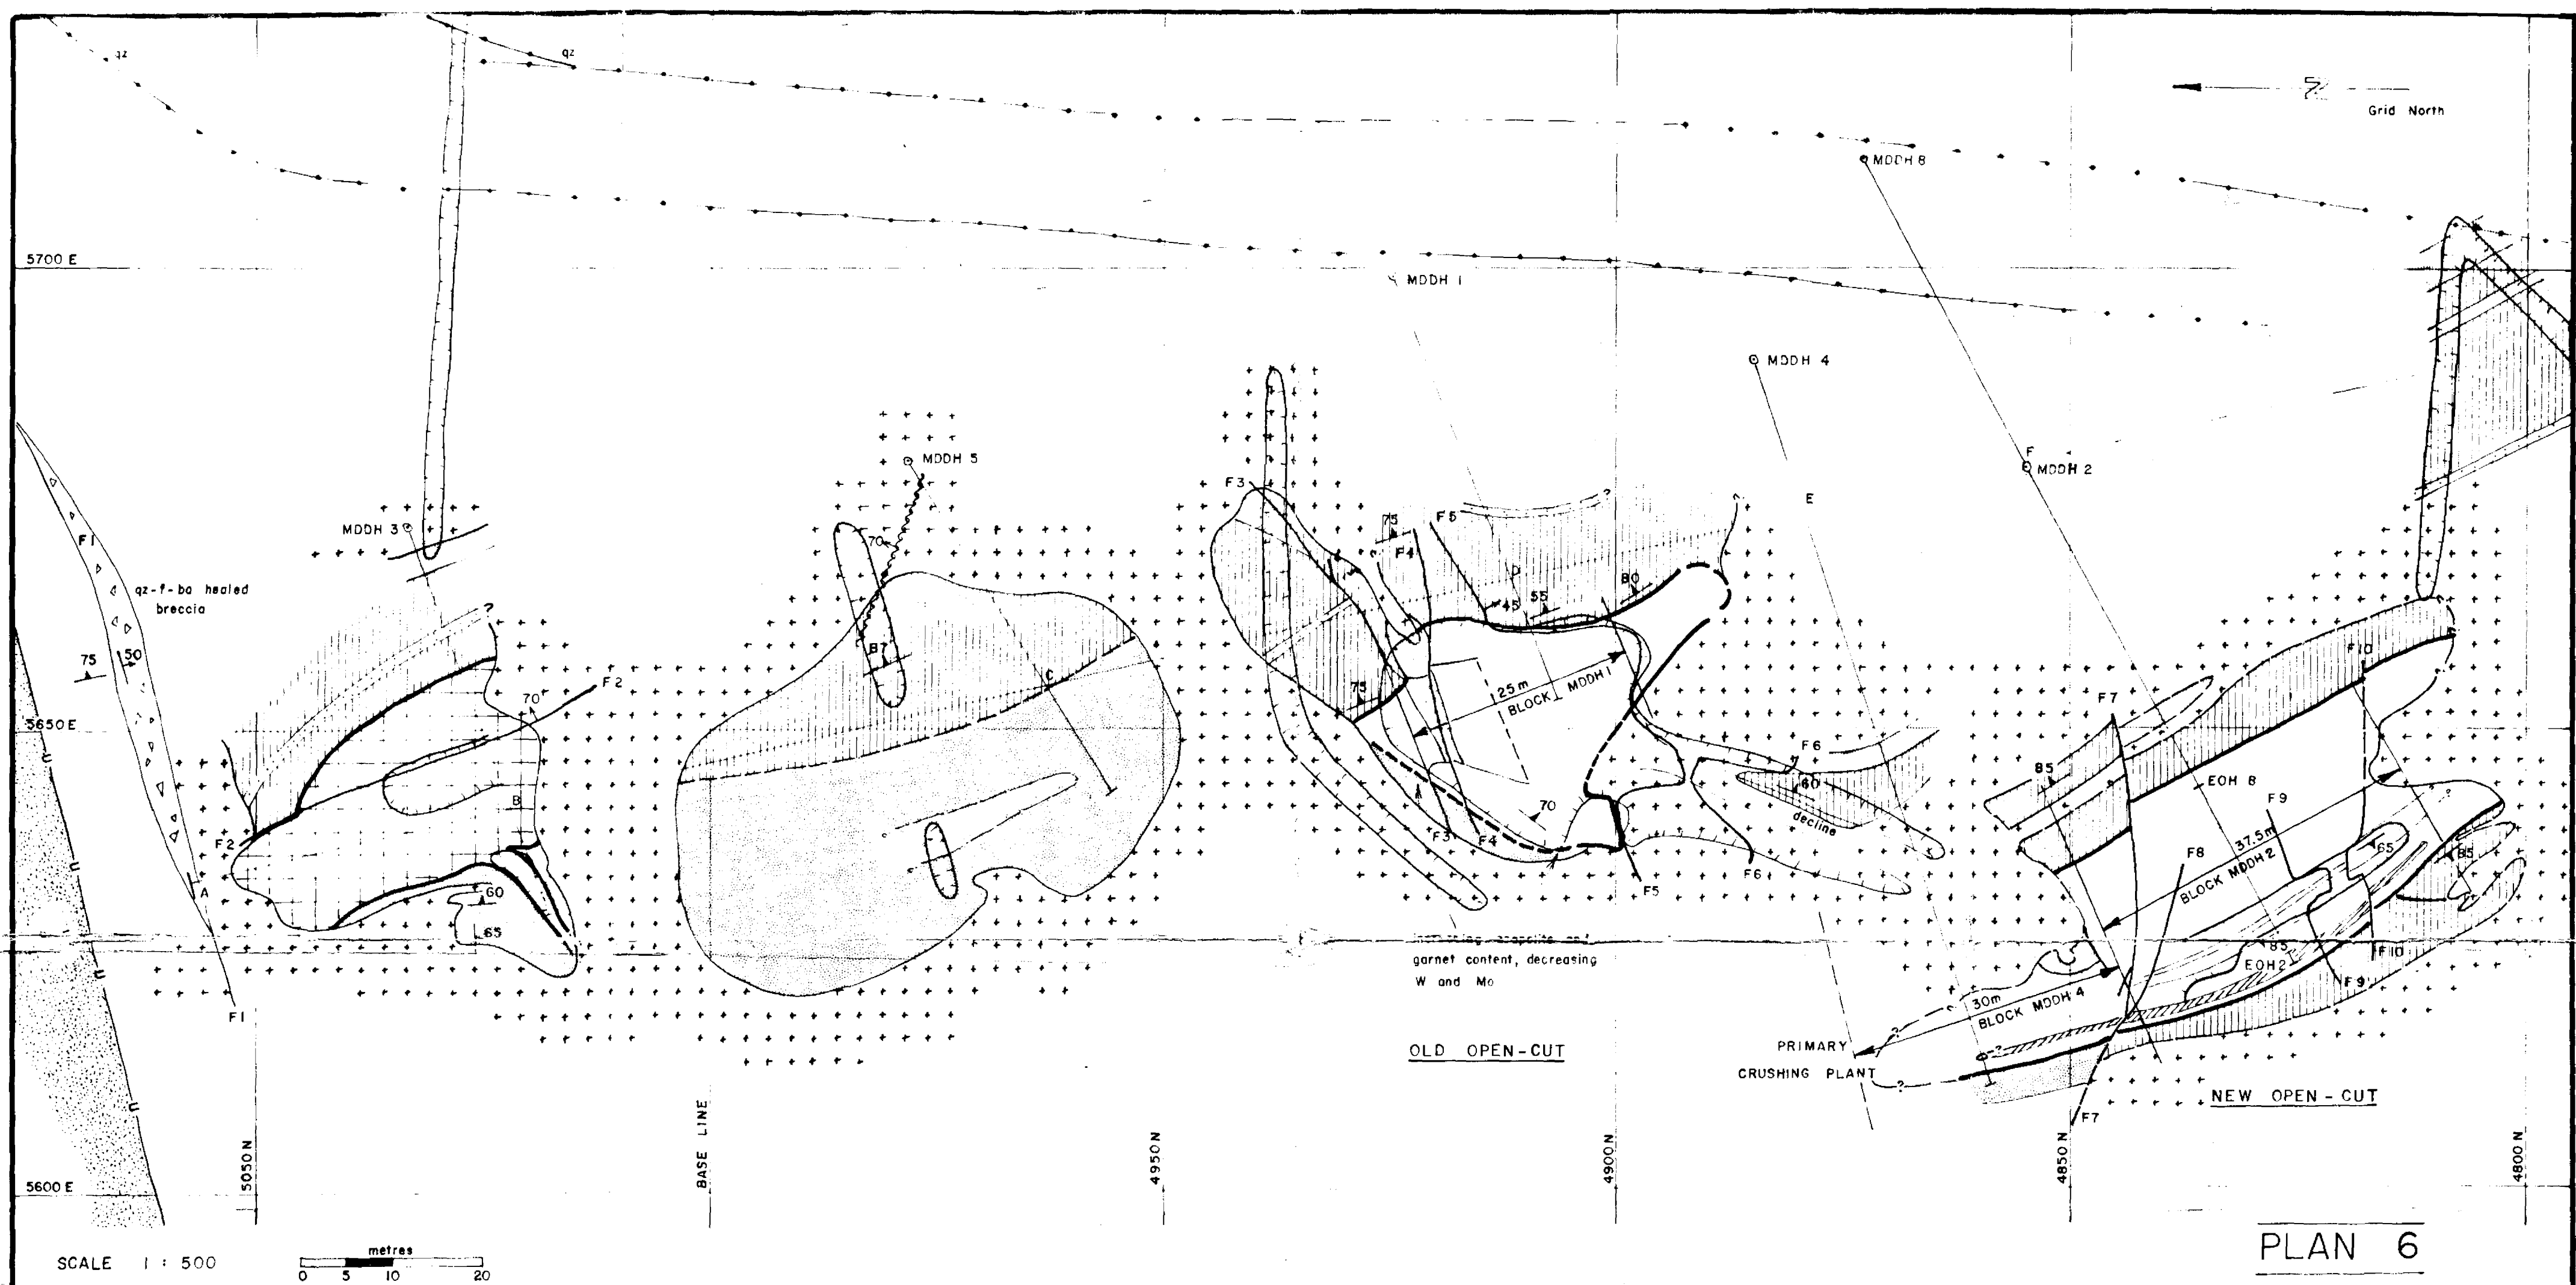 qz
qz
Grid North
MDDH 8
5700 E
MDDH 1
MDDH 4
MDDH 5
MDDH 2
F
F3
E
F5
75
F4
MDDH 3
F1
70
D
80
qz-f-ba healed
breccia
?
?
45
55
75
50
87
F2
70
C
75
25m
BLOCK MDDH 1
F10
F7
5650 E
F6
60
decline
85
EOH 8
F9
B
70
F2
F3
F4
F5
F6
37.5m
BLOCK MDDH 2
F8
65
85
A
60
65
garnet content, decreasing
W and Mo
85
EOH 2
F10
F9
30m
BLOCK MDDH 4
F1
OLD OPEN-CUT
PRIMARY
CRUSHING PLANT
?
?
NEW OPEN-CUT
F7
5050 N
BASE LINE
4950 N
4900 N
4850 N
4800 N
5600 E
SCALE 1 : 500
metres
0 5 10 20
PLAN 6